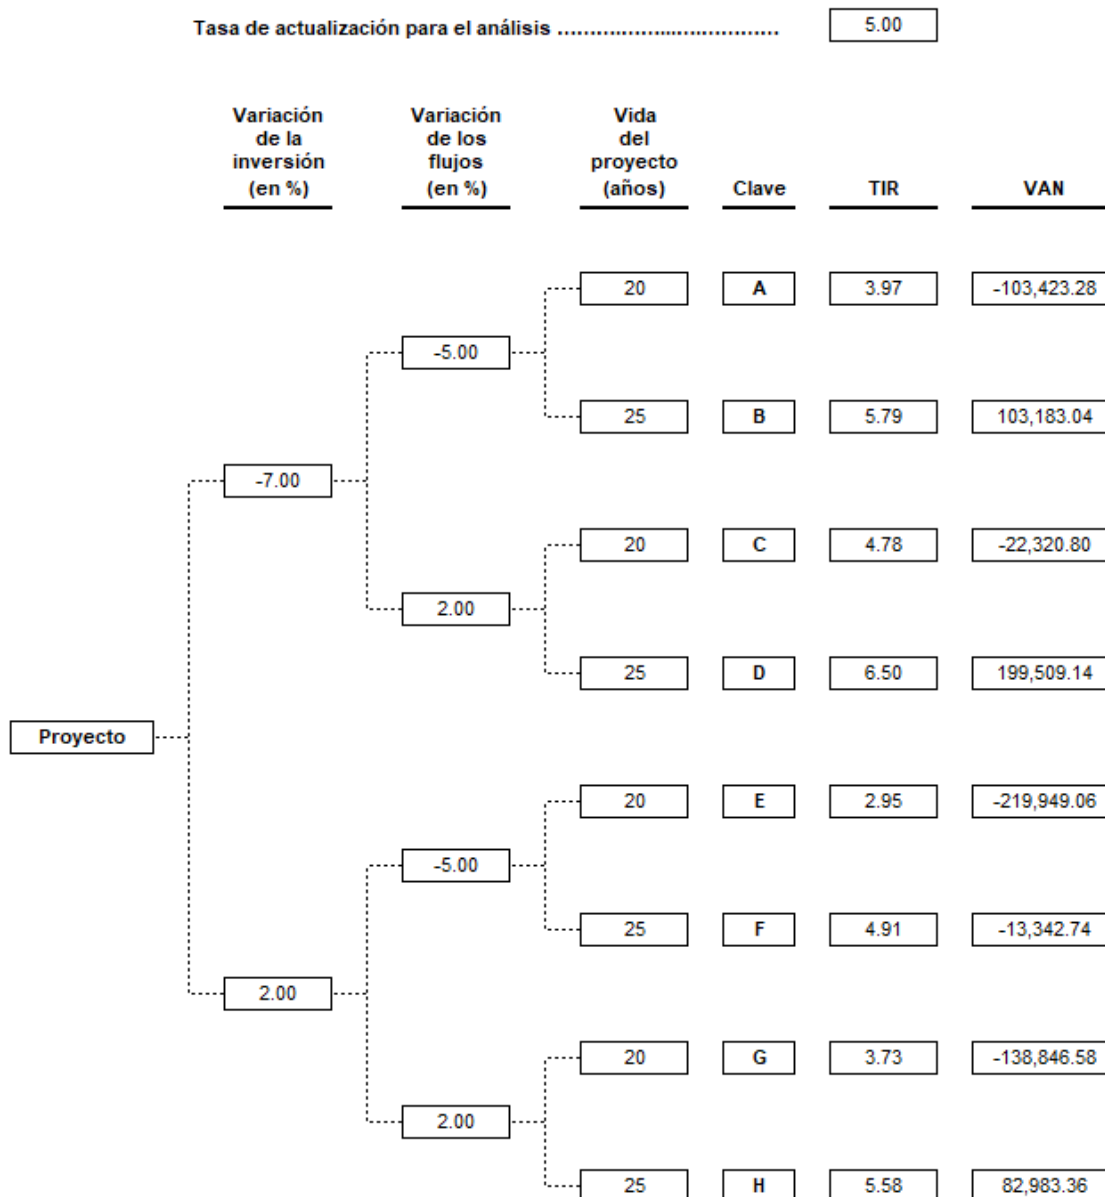 Tasa de actualización para el análisis ........................................ 5.00
Variación Variación Vida
de la de los del
inversión flujos proyecto
(en %) (en %) (años) Clave TIR VAN
20 A 3.97 -103,423.28
-5.00
25 B 5.79 103,183.04
-7.00
20 C 4.78 -22,320.80
2.00
25 D 6.50 199,509.14
Proyecto
20 E 2.95 -219,949.06
-5.00
25 F 4.91 -13,342.74
2.00
20 G 3.73 -138,846.58
2.00
25 H 5.58 82,983.36